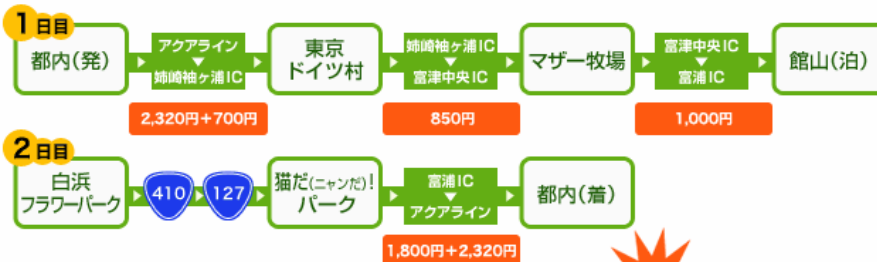 1日目
都内(発)
アクアライン
姉崎袖ヶ浦IC
2,320円+700円
東京
ドイツ村
姉崎袖ヶ浦IC
富津中央IC
850円
マザー牧場
富津中央IC
富浦IC
1,000円
館山(泊)
2日目
白浜
フラワーパーク
410
127
猫だ(ニャンだ)!
パーク
富浦IC
アクアライン
1,800円+2,320円
都内(着)